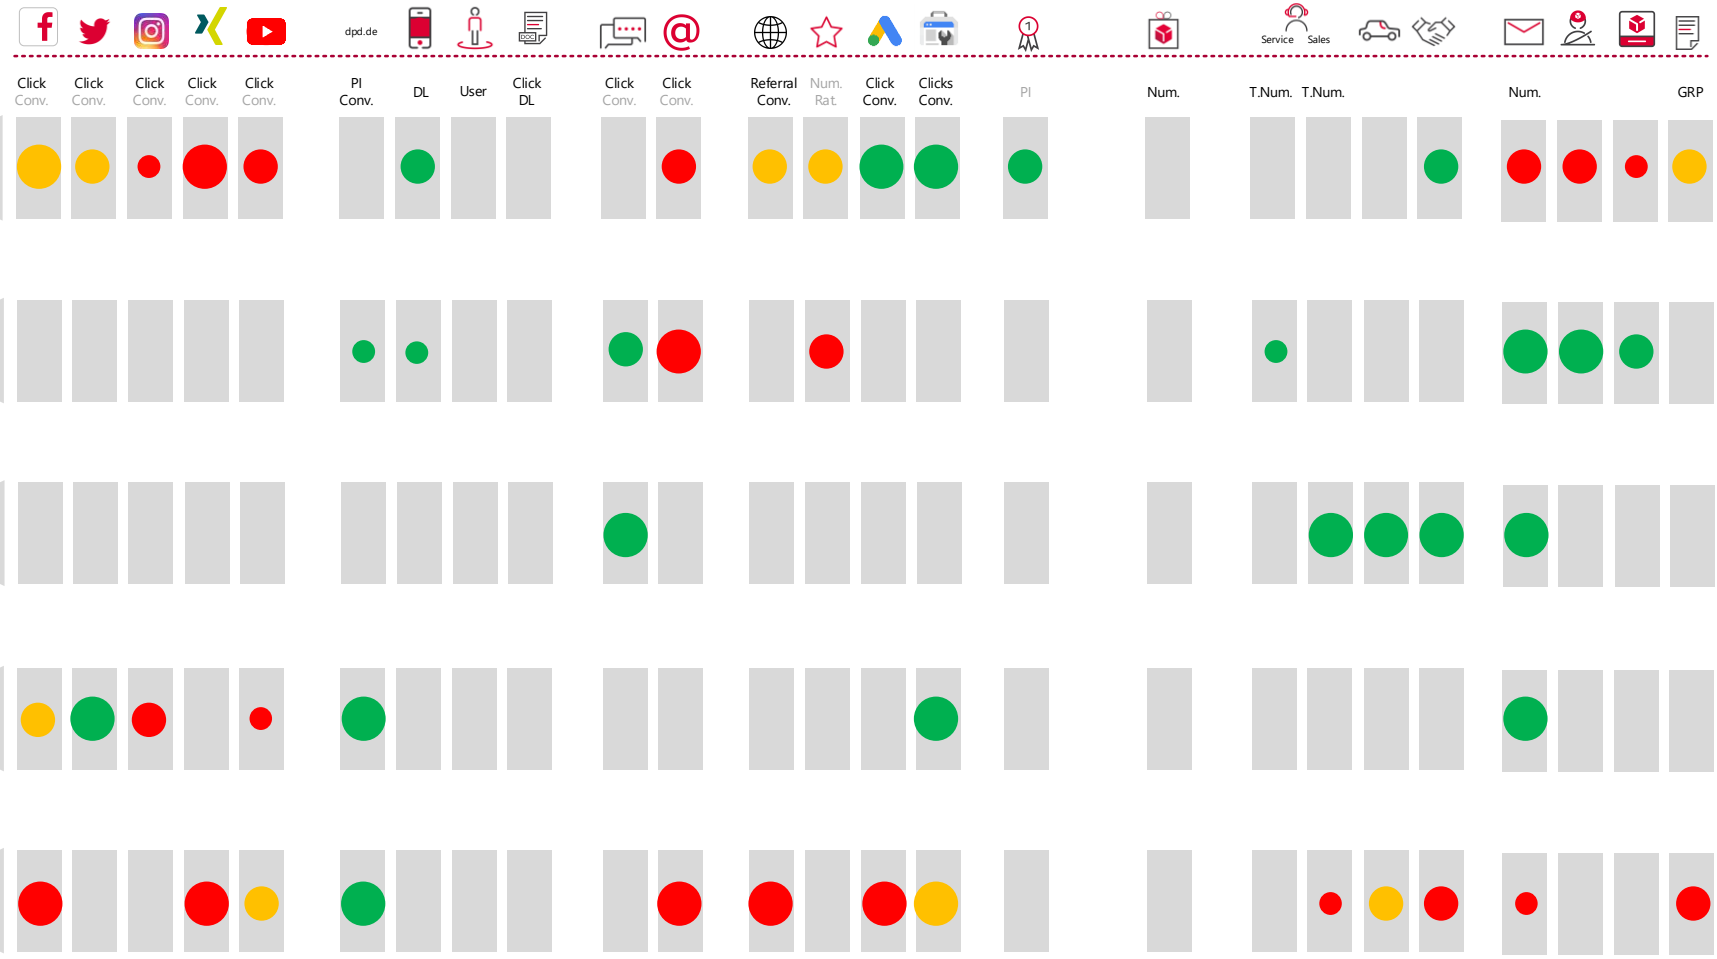 dpd.de
DOC
1
Service Sales
Click Click Click Click Click PI DL User Click Click Click Referral Num. Click Clicks PI Num. T.Num. T.Num. Num. GRP
Conv. Conv. Conv. Conv. Conv. Conv. DL Conv. Conv. Conv. Rat. Conv. Conv.